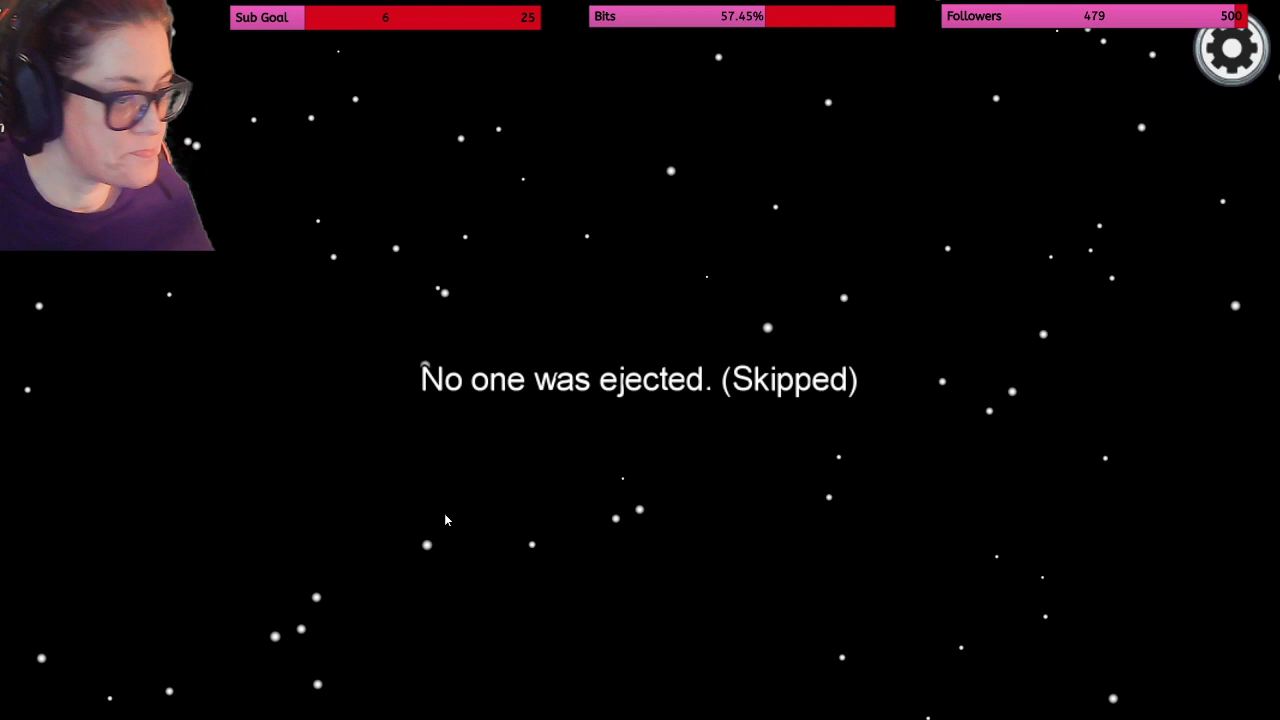 Sub Goal 6 25
Bits 57.45%
Followers 479 500
No one was ejected. (Skipped)